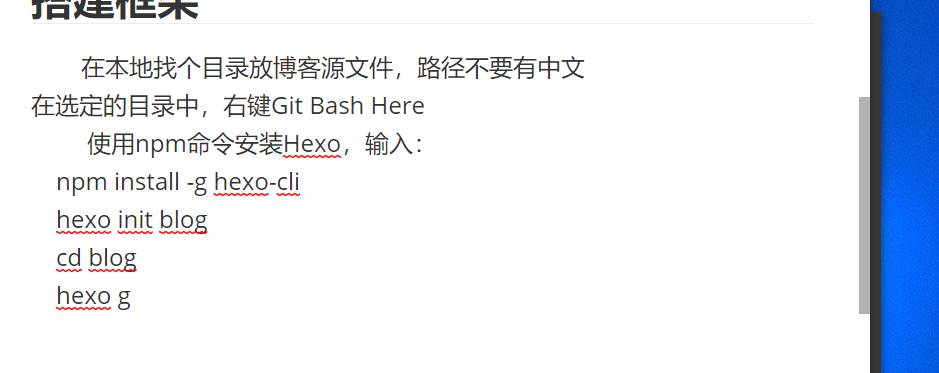 搭建框架
在本地找个目录放博客源文件，路径不要有中文
在选定的目录中，右键Git Bash Here
使用npm命令安装Hexo，输入：
npm install -g hexo-cli
hexo init blog
cd blog
hexo g